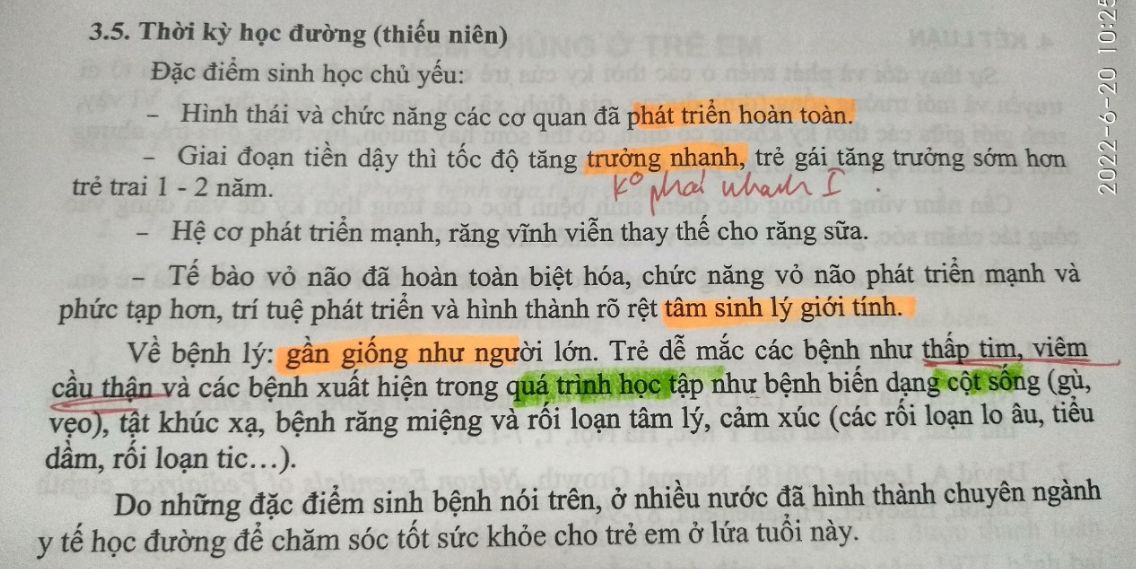 3.5. Thời kỳ học đường (thiếu niên)
Đặc điểm sinh học chủ yếu:
– Hình thái và chức năng các cơ quan đã phát triển hoàn toàn.
– Giai đoạn tiền dậy thì tốc độ tăng trưởng nhanh, trẻ gái tăng trưởng sớm hơn
trẻ trai 1 - 2 năm.
Kº phải nhanh I
– Hệ cơ phát triển mạnh, răng vĩnh viễn thay thế cho răng sữa.
– Tế bào vỏ não đã hoàn toàn biệt hóa, chức năng vỏ não phát triển mạnh và
phức tạp hơn, trí tuệ phát triển và hình thành rõ rệt tâm sinh lý giới tính.
Về bệnh lý: gần giống như người lớn. Trẻ dễ mắc các bệnh như thấp tim, viêm
cầu thận và các bệnh xuất hiện trong quá trình học tập như bệnh biến dạng cột sống (gù,
vẹo), tật khúc xạ, bệnh răng miệng và rối loạn tâm lý, cảm xúc (các rối loạn lo âu, tiểu
dầm, rối loạn tic…).
Do những đặc điểm sinh bệnh nói trên, ở nhiều nước đã hình thành chuyên ngành
y tế học đường để chăm sóc tốt sức khỏe cho trẻ em ở lứa tuổi này.
2022-6-20 10:25